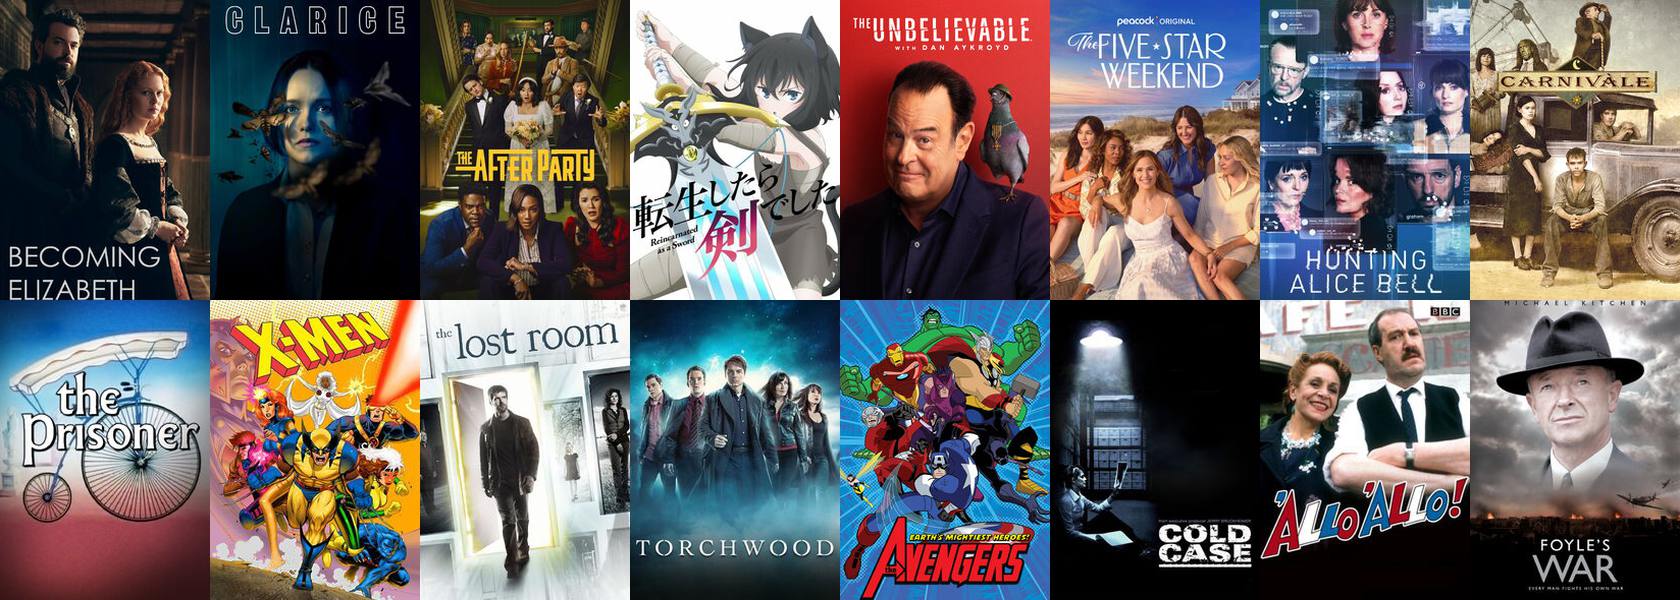 BECOMING
ELIZABETH
CLARICE
THE AFTERPARTY
転生したら
剣
でした
Reincarnated
as a Sword
THE UNBELIEVABLE
WITH DAN AYKROYD
peacock ORIGINAL
The FIVE★STAR
WEEKEND
HUNTING
ALICE BELL
CARNIVÀLE
the
Prisoner
X-MEN
the lost room
TORCHWOOD
EARTH'S MIGHTIEST HEROES!
the AVENGERS
COLD
CASE
BBC
'ALLO 'ALLO!
MICHAEL KITCHEN
FOYLE'S
WAR
EVERY MAN FIGHTS HIS OWN WAR